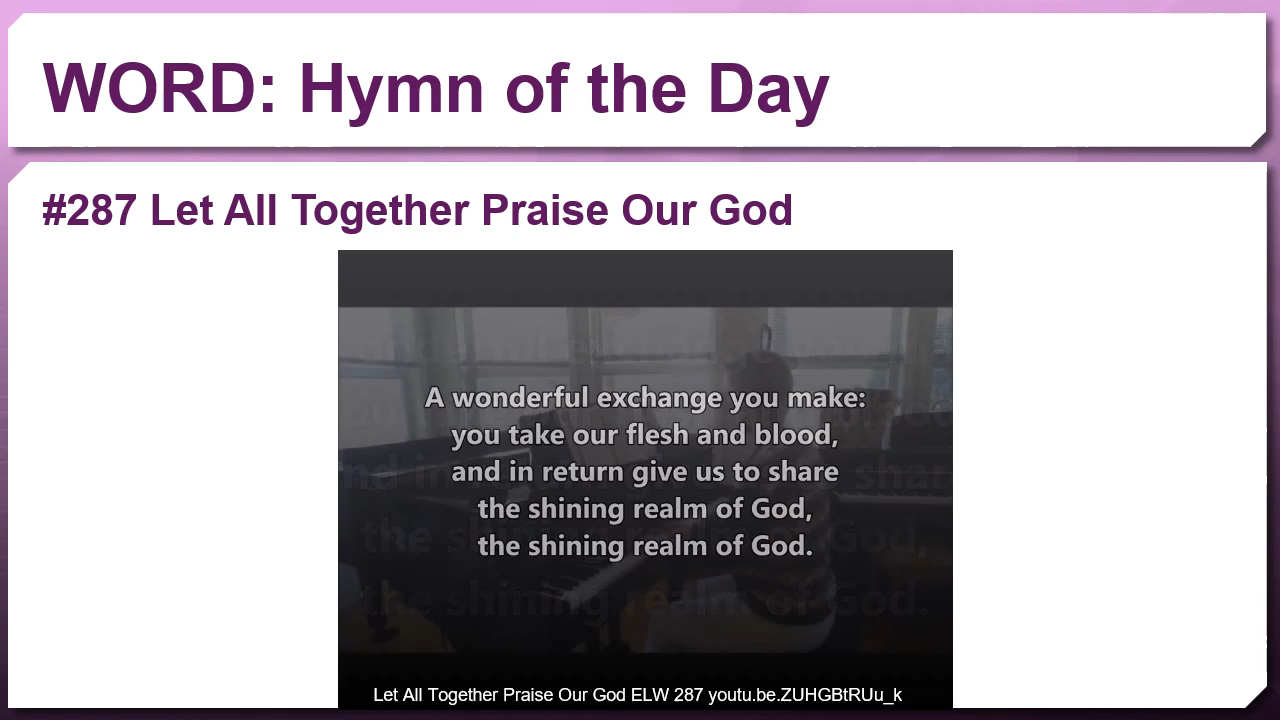 WORD: Hymn of the Day
#287 Let All Together Praise Our God
A wonderful exchange you make:
you take our flesh and blood,
and in return give us to share
the shining realm of God,
the shining realm of God.
Let All Together Praise Our God ELW 287 youtu.be.ZUHGBtRUu_k